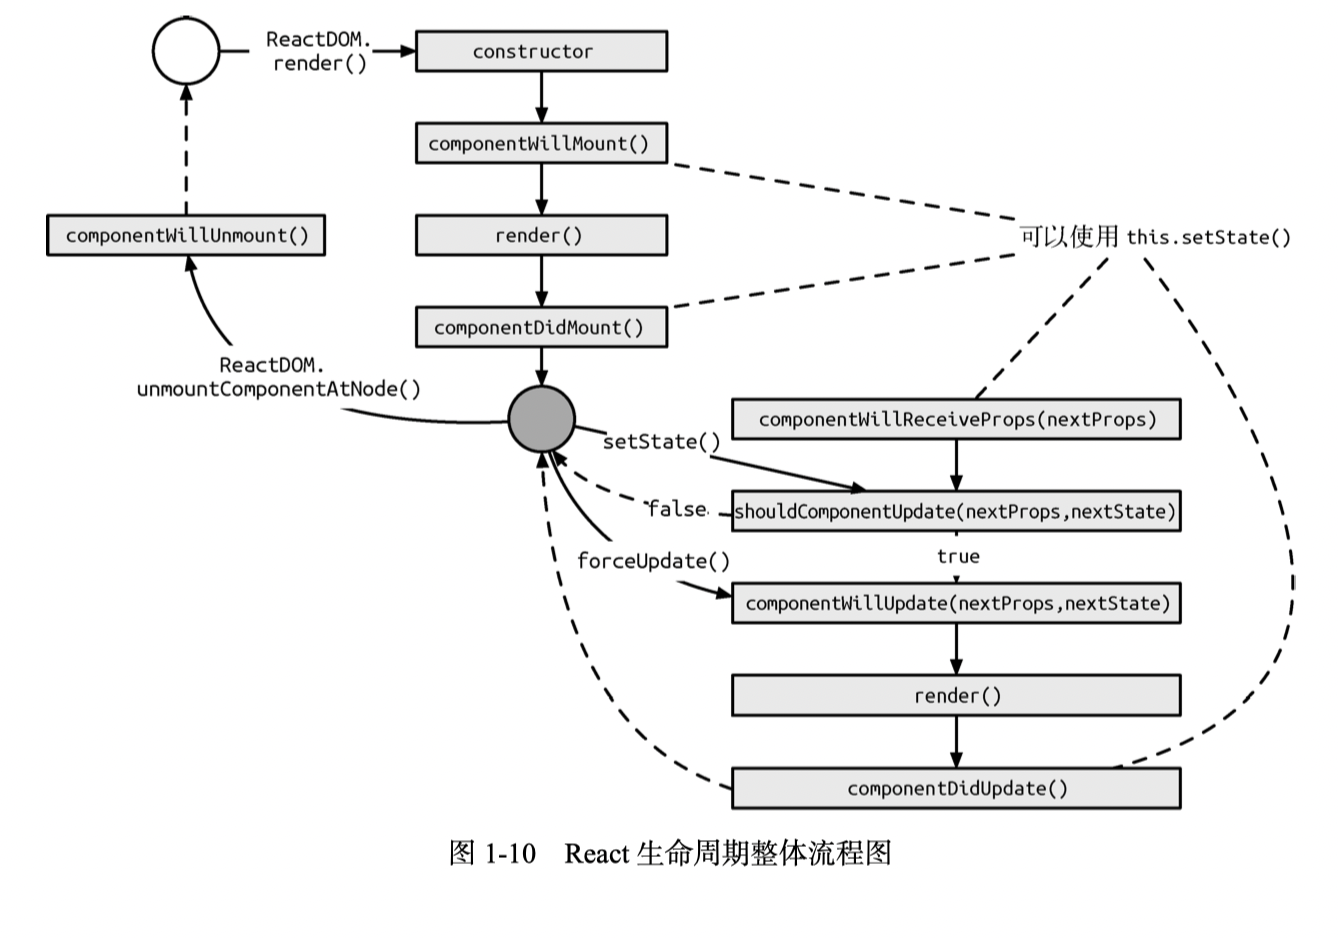 ReactDOM.
render()
constructor
componentWillMount()
componentWillUnmount()
render()
可以使用 this.setState()
componentDidMount()
ReactDOM.
unmountComponentAtNode()
componentWillReceiveProps(nextProps)
setState()
false
shouldComponentUpdate(nextProps,nextState)
forceUpdate()
true
componentWillUpdate(nextProps,nextState)
render()
componentDidUpdate()
图 1-10 React 生命周期整体流程图